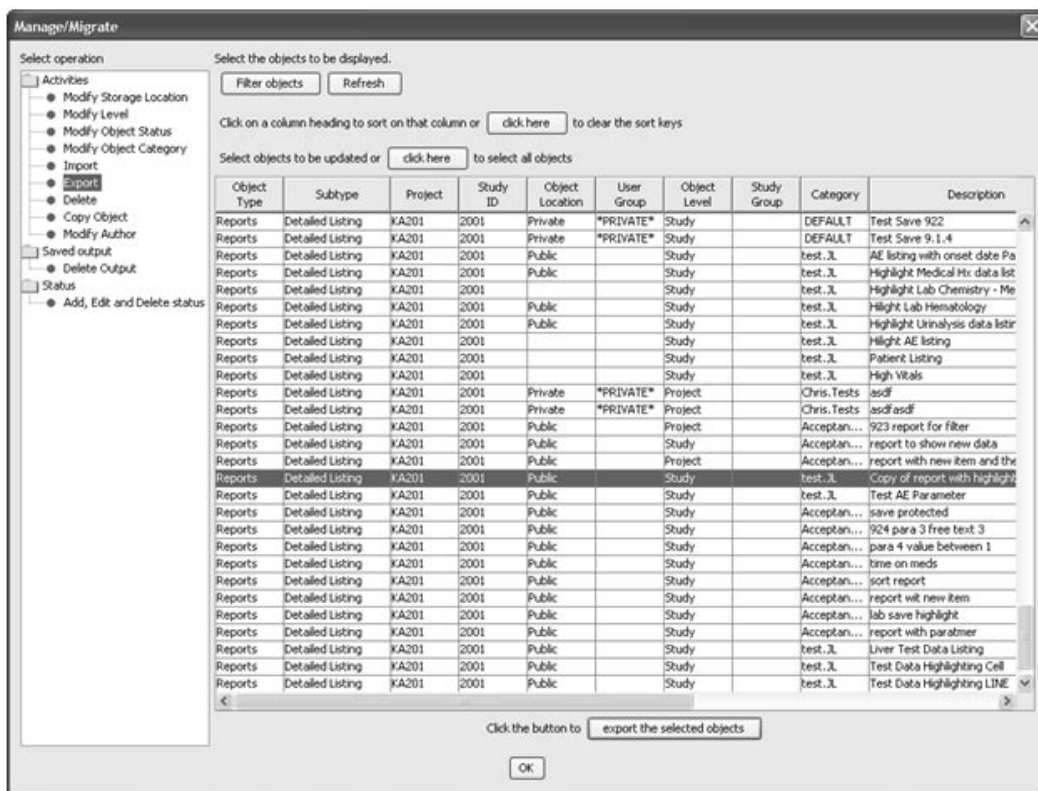 Manage/Migrate
Select operation
Activities
Modify Storage Location
Modify Level
Modify Object Status
Modify Object Category
Import
Export
Delete
Copy Object
Modify Author
Saved output
Delete Output
Status
Add, Edit and Delete status
Select the objects to be displayed.
Filter objects Refresh
Click on a column heading to sort on that column or click here to clear the sort keys
Select objects to be updated or click here to select all objects
Object Type Subtype Project Study ID Object Location User Group Object Level Study Group Category Description
Reports Detailed Listing KA201 2001 Private *PRIVATE* Study DEFAULT Test Save 922
Reports Detailed Listing KA201 2001 Private *PRIVATE* Study DEFAULT Test Save 9.1.4
Reports Detailed Listing KA201 2001 Public Study test.JL AE listing with onset date Pa
Reports Detailed Listing KA201 2001 Public Study test.JL Highlight Medical Hx data list
Reports Detailed Listing KA201 2001 Study test.JL Highlight Lab Chemistry - Me
Reports Detailed Listing KA201 2001 Public Study test.JL Hilight Lab Hematology
Reports Detailed Listing KA201 2001 Public Study test.JL Highlight Urinalysis data listin
Reports Detailed Listing KA201 2001 Study test.JL Hilight AE listing
Reports Detailed Listing KA201 2001 Study test.JL Patient Listing
Reports Detailed Listing KA201 2001 Study test.JL High Vitals
Reports Detailed Listing KA201 2001 Private *PRIVATE* Project Chris.Tests asdf
Reports Detailed Listing KA201 2001 Private *PRIVATE* Project Chris.Tests asdfasdf
Reports Detailed Listing KA201 2001 Public Project Acceptan... 923 report for filter
Reports Detailed Listing KA201 2001 Public Study Acceptan... report to show new data
Reports Detailed Listing KA201 2001 Public Project Acceptan... report with new item and the
Reports Detailed Listing KA201 2001 Public Study test.JL Copy of report with highlight
Reports Detailed Listing KA201 2001 Public Study test.JL Test AE Parameter
Reports Detailed Listing KA201 2001 Public Study Acceptan... save protected
Reports Detailed Listing KA201 2001 Public Study Acceptan... 924 para 3 free text 3
Reports Detailed Listing KA201 2001 Public Study Acceptan... para 4 value between 1
Reports Detailed Listing KA201 2001 Public Study Acceptan... time on meds
Reports Detailed Listing KA201 2001 Public Study Acceptan... sort report
Reports Detailed Listing KA201 2001 Public Study Acceptan... report wit new item
Reports Detailed Listing KA201 2001 Public Study Acceptan... lab save highlight
Reports Detailed Listing KA201 2001 Public Study Acceptan... report with paratmer
Reports Detailed Listing KA201 2001 Public Study test.JL Liver Test Data Listing
Reports Detailed Listing KA201 2001 Public Study test.JL Test Data Highlighting Cell
Reports Detailed Listing KA201 2001 Public Study test.JL Test Data Highlighting LINE
Click the button to export the selected objects
OK